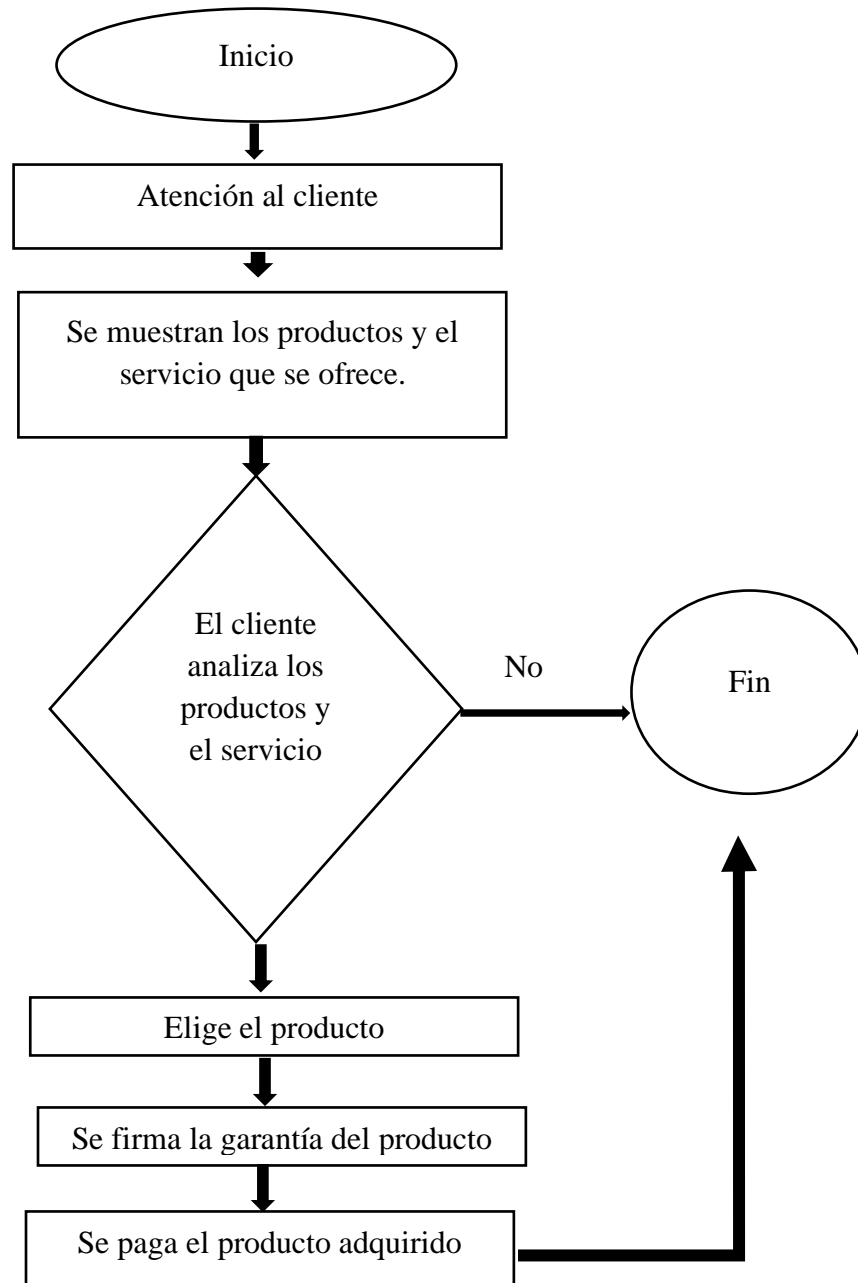 Inicio
Atención al cliente
Se muestran los productos y el
servicio que se ofrece.
El cliente
analiza los
productos y
el servicio
No
Fin
Elige el producto
Se firma la garantía del producto
Se paga el producto adquirido